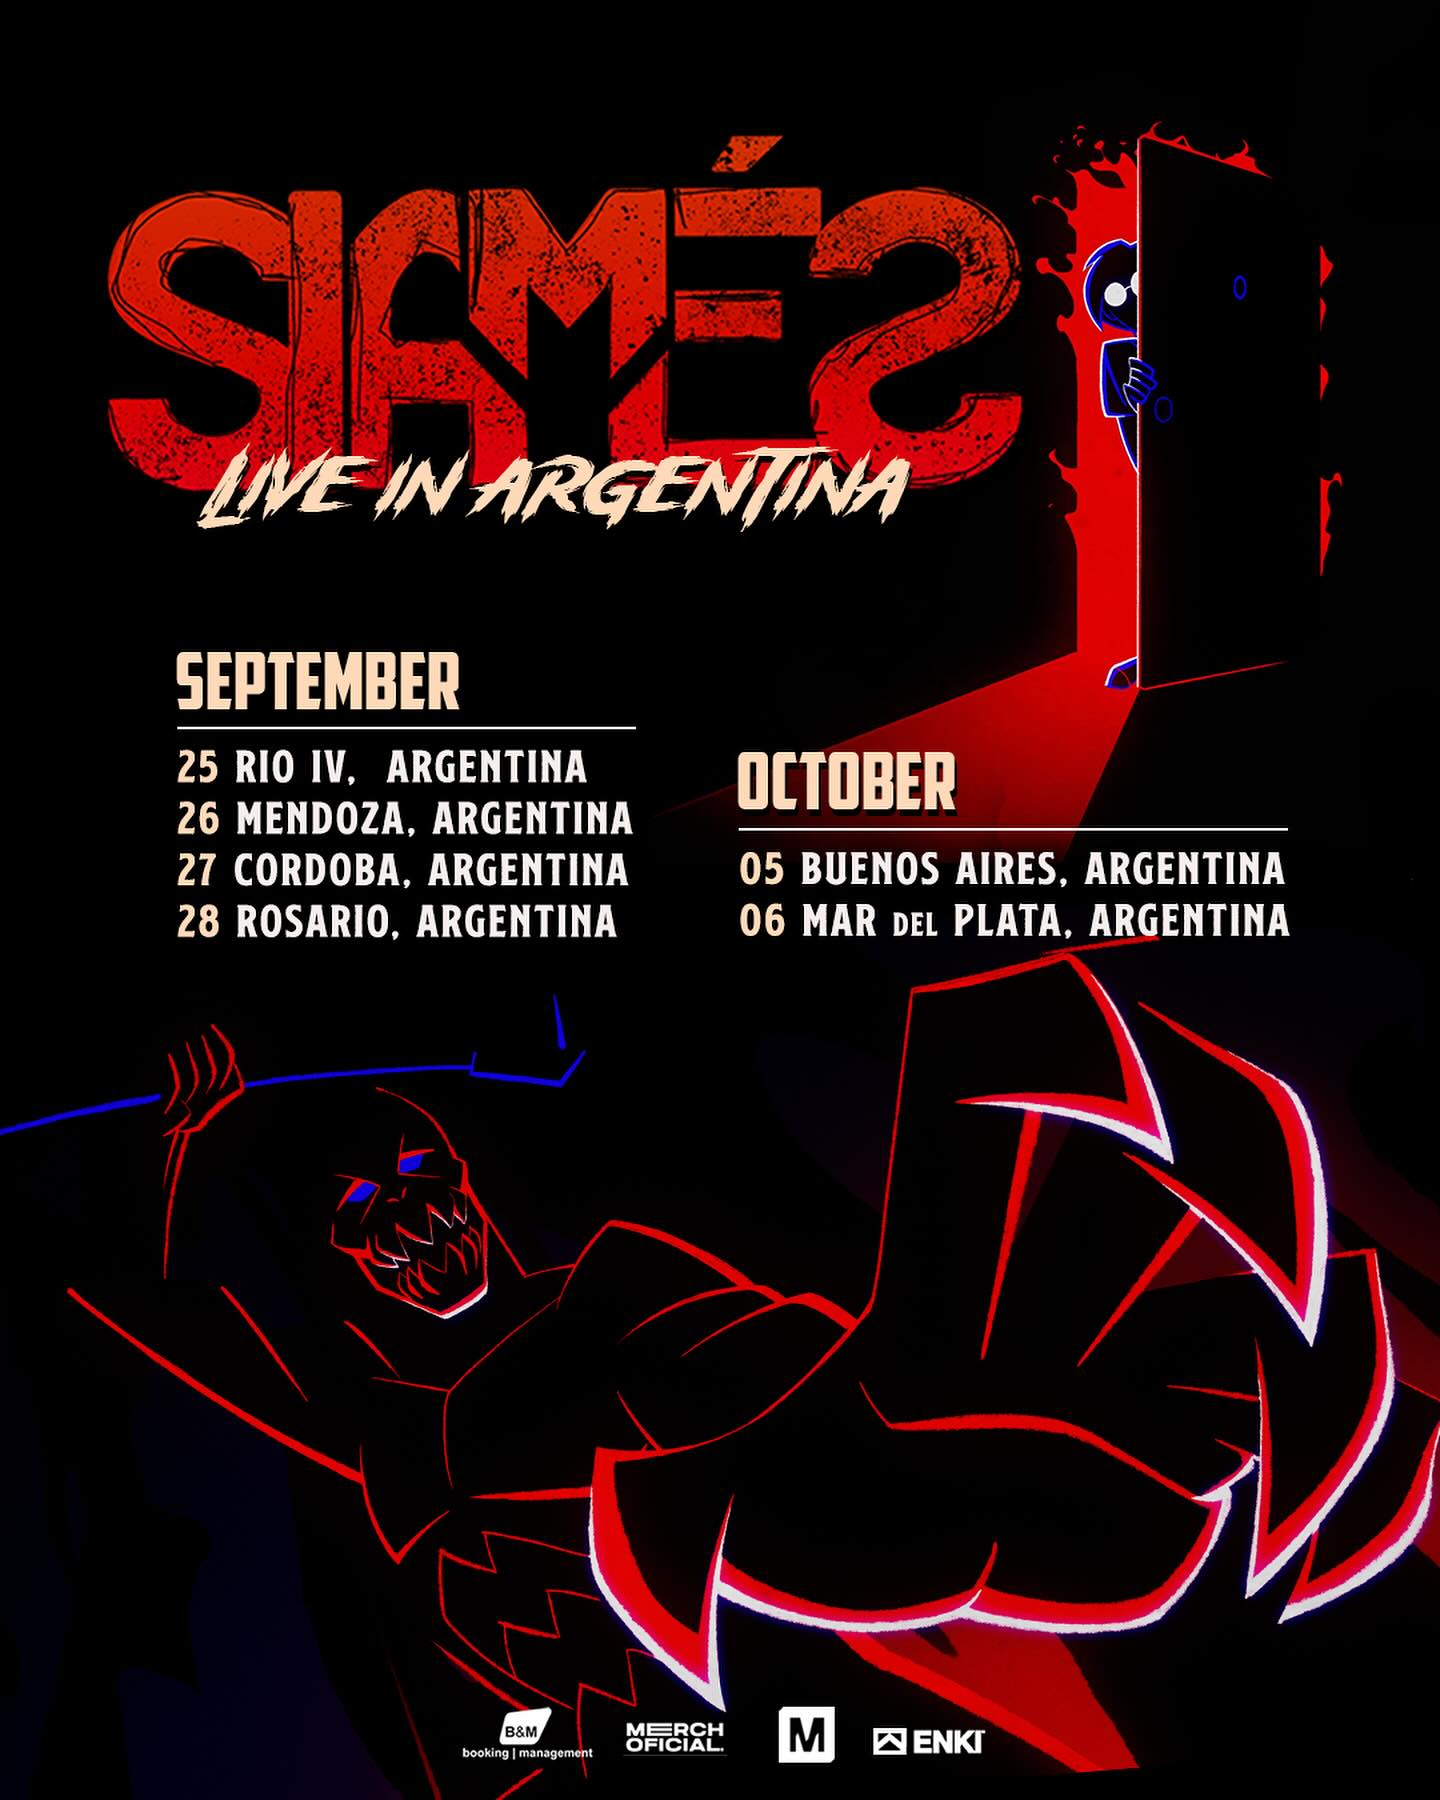 SIAMÉS
LIVE IN ARGENTINA
SEPTEMBER
25 RIO IV, ARGENTINA
26 MENDOZA, ARGENTINA
27 CORDOBA, ARGENTINA
28 ROSARIO, ARGENTINA
OCTOBER
05 BUENOS AIRES, ARGENTINA
06 MAR DEL PLATA, ARGENTINA
B&M
booking | management
MERCH
OFICIAL.
M
ENKI